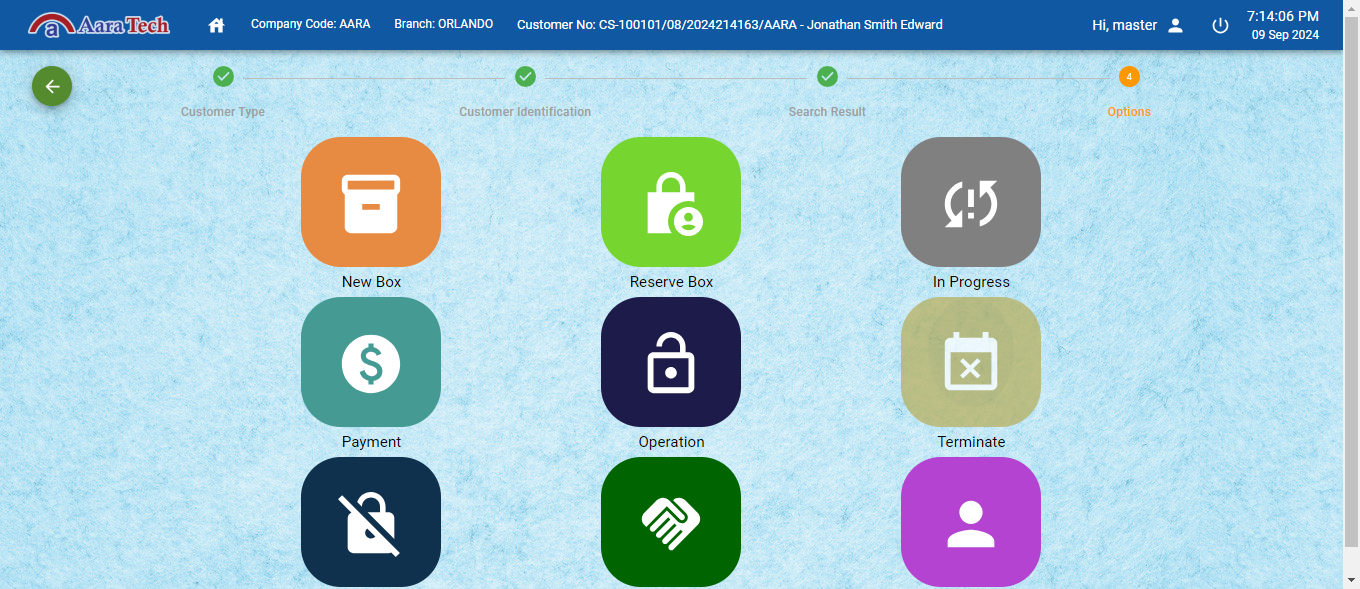 AaraTech
Company Code: AARA
Branch: ORLANDO
Customer No: CS-100101/08/2024214163/AARA - Jonathan Smith Edward
Hi, master
7:14:06 PM
09 Sep 2024
Customer Type
Customer Identification
Search Result
4
Options
New Box
Reserve Box
In Progress
Payment
Operation
Terminate